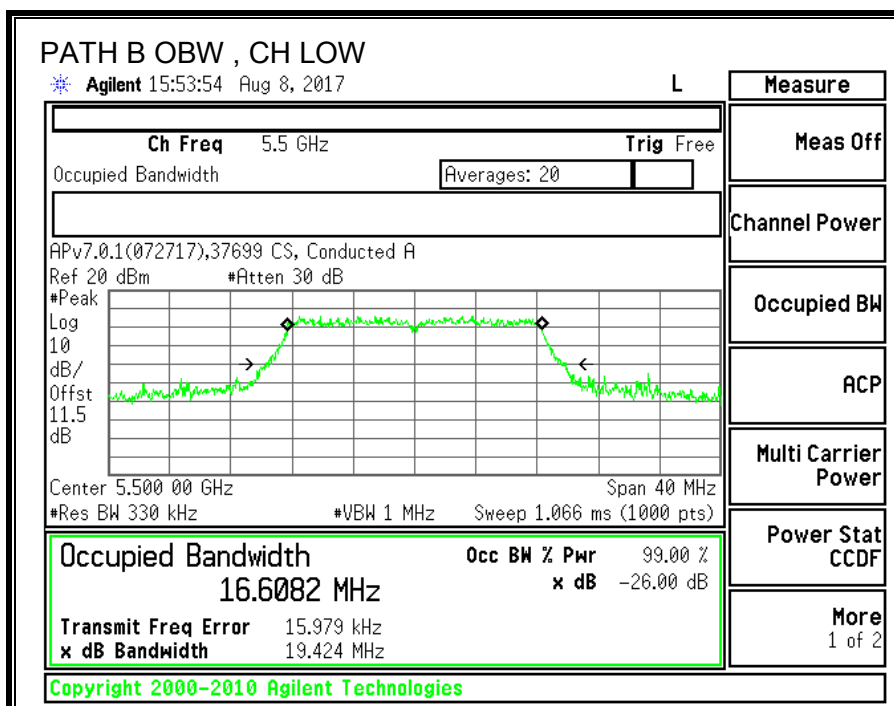 PATH B OBW , CH LOW
Agilent 15:53:54 Aug 8, 2017 L
Measure
Ch Freq 5.5 GHz Trig Free
Occupied Bandwidth Averages: 20
APv7.0.1(072717),37699 CS, Conducted A
Ref 20 dBm #Atten 30 dB
#Peak
Log
10
dB/
Offst
11.5
dB
Center 5.500 00 GHz Span 40 MHz
#Res BW 330 kHz #VBW 1 MHz Sweep 1.066 ms (1000 pts)
Occupied Bandwidth Occ BW % Pwr 99.00 %
16.6082 MHz x dB -26.00 dB
Transmit Freq Error 15.979 kHz
x dB Bandwidth 19.424 MHz
Copyright 2000-2010 Agilent Technologies
Meas Off
Channel Power
Occupied BW
ACP
Multi Carrier
Power
Power Stat
CCDF
More
1 of 2